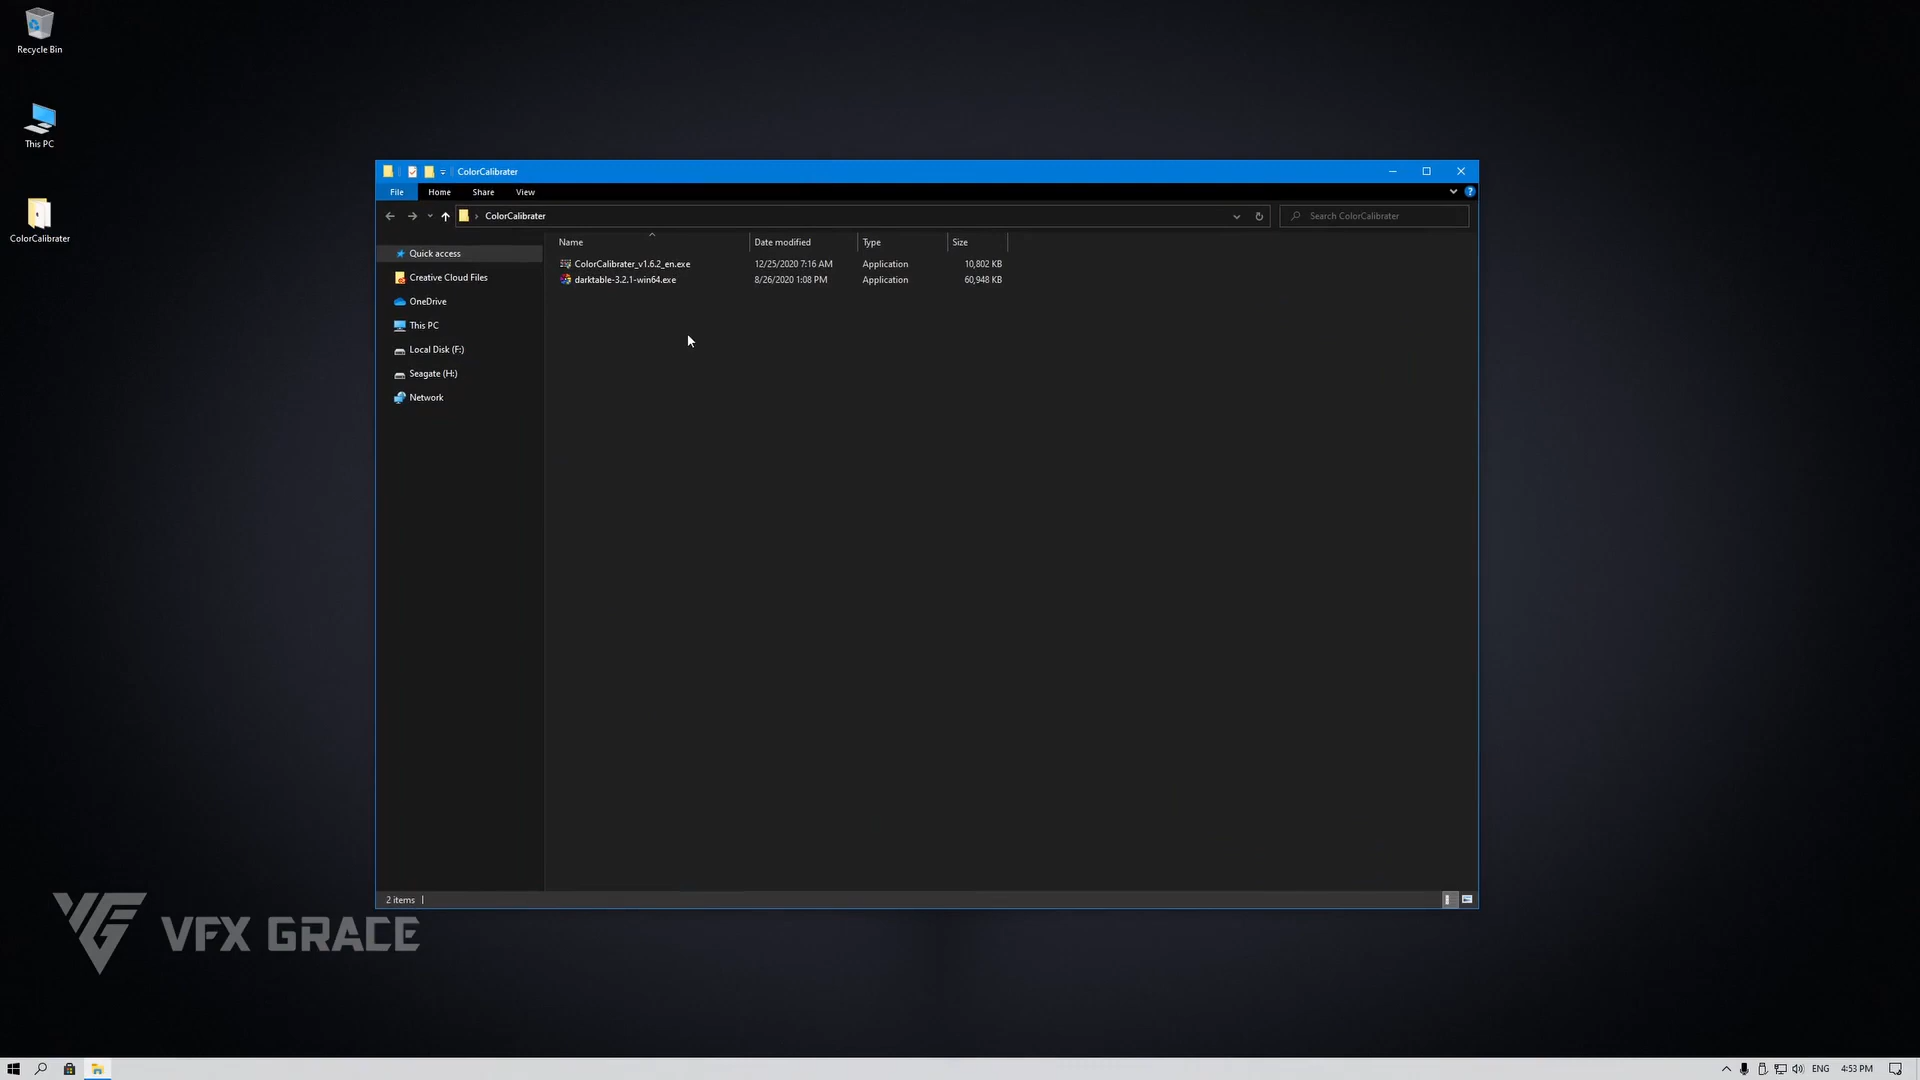 Recycle Bin
This PC
ColorCalibrater
ColorCalibrater
File Home Share View
ColorCalibrater
Search ColorCalibrater
Name Date modified Type Size
Quick access
Creative Cloud Files
OneDrive
This PC
Local Disk (F:)
Seagate (H:)
Network
ColorCalibrater_v1.6.2_en.exe 12/25/2020 7:16 AM Application 10,802 KB
darktable-3.2.1-win64.exe 8/26/2020 1:08 PM Application 60,948 KB
2 items
VFX GRACE
ENG 4:53 PM